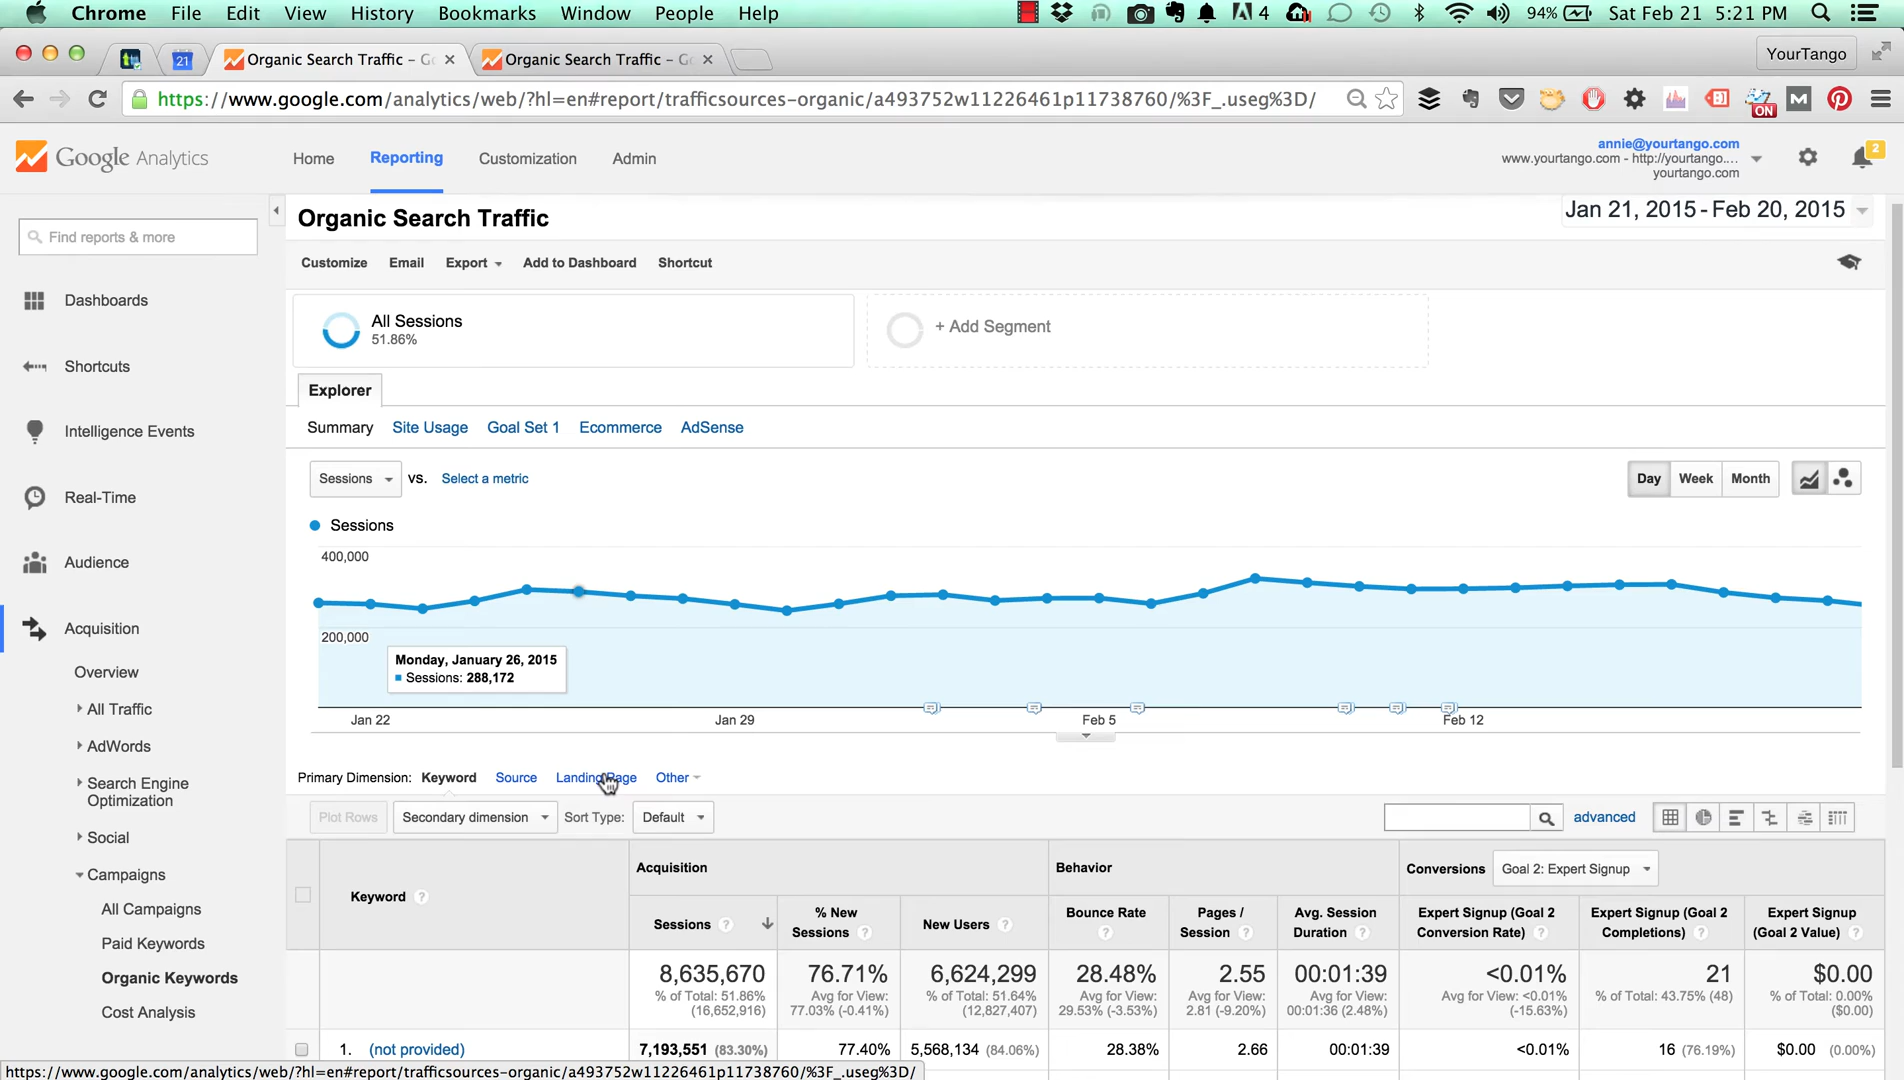 Chrome File Edit View History Bookmarks Window People Help 4 94% Sat Feb 21 5:21 PM
21 Organic Search Traffic – Go Organic Search Traffic – Go YourTango
https://www.google.com/analytics/web/?hl=en#report/trafficsources-organic/a493752w11226461p11738760/%3F_.useg%3D/ ON M
Google Analytics Home Reporting Customization Admin
annie@yourtango.com
www.yourtango.com - http://yourtango....
yourtango.com
2
Find reports & more
Dashboards
Shortcuts
Intelligence Events
Real-Time
Audience
Acquisition
Overview
All Traffic
AdWords
Search Engine
Optimization
Social
Campaigns
All Campaigns
Paid Keywords
Organic Keywords
Cost Analysis
Organic Search Traffic
Jan 21, 2015 - Feb 20, 2015
Customize Email Export Add to Dashboard Shortcut
All Sessions
51.86%
+ Add Segment
Explorer
Summary Site Usage Goal Set 1 Ecommerce AdSense
Sessions vs. Select a metric Day Week Month
Sessions
400,000
200,000
Monday, January 26, 2015
Sessions: 288,172
Jan 22 Jan 29 Feb 5 Feb 12
Primary Dimension: Keyword Source Landing Page Other
Plot Rows Secondary dimension Sort Type: Default advanced
Keyword ? Acquisition Behavior Conversions Goal 2: Expert Signup
Sessions ? % New Sessions ? New Users ? Bounce Rate ? Pages / Session ? Avg. Session Duration ? Expert Signup (Goal 2 Conversion Rate) ? Expert Signup (Goal 2 Completions) ? Expert Signup (Goal 2 Value) ?
8,635,670 76.71% 6,624,299 28.48% 2.55 00:01:39 <0.01% 21 $0.00
% of Total: 51.86% Avg for View: % of Total: 51.64% Avg for View: Avg for View: Avg for View: Avg for View: <0.01% % of Total: 43.75% (48) % of Total: 0.00%
(16,652,916) 77.03% (-0.41%) (12,827,407) 29.53% (-3.53%) 2.81 (-9.20%) 00:01:36 (2.48%) (-15.63%) ($0.00)
1. (not provided) 7,193,551 (83.30%) 77.40% 5,568,134 (84.06%) 28.38% 2.66 00:01:39 <0.01% 16 (76.19%) $0.00 (0.00%)
https://www.google.com/analytics/web/?hl=en#report/trafficsources-organic/a493752w11226461p11738760/%3F_.useg%3D/